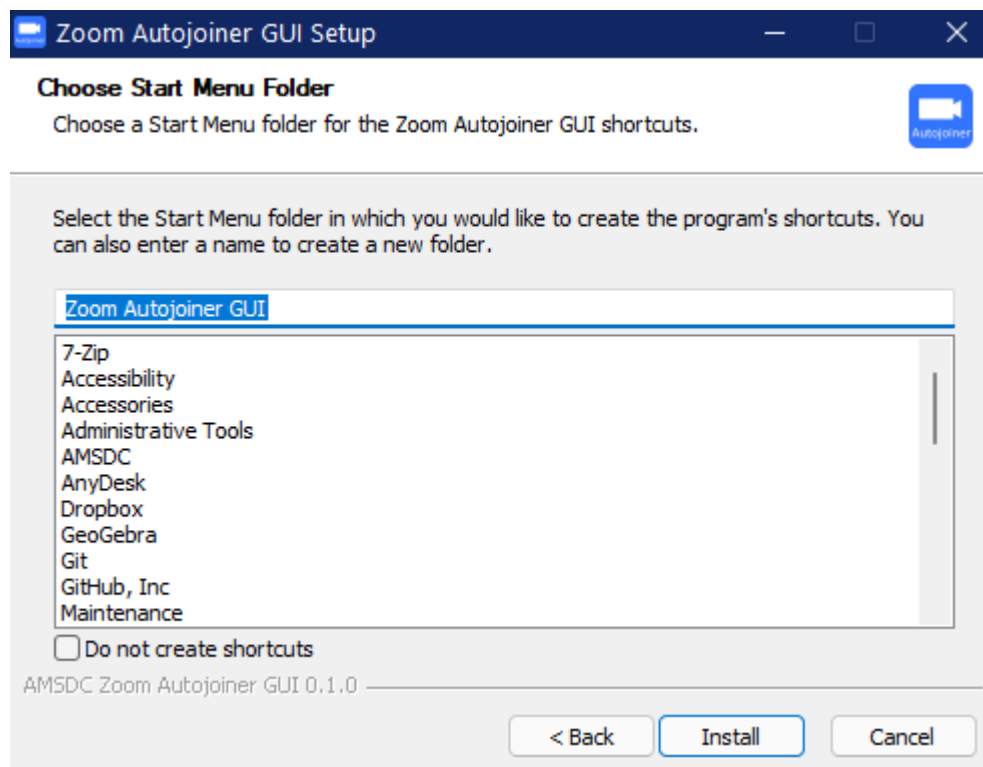 Autojoiner
Zoom Autojoiner GUI Setup
Choose Start Menu Folder
Choose a Start Menu folder for the Zoom Autojoiner GUI shortcuts.
Autojoiner
Select the Start Menu folder in which you would like to create the program's shortcuts. You
can also enter a name to create a new folder.
Zoom Autojoiner GUI
7-Zip
Accessibility
Accessories
Administrative Tools
AMSDC
AnyDesk
Dropbox
GeoGebra
Git
GitHub, Inc
Maintenance
Do not create shortcuts
AMSDC Zoom Autojoiner GUI 0.1.0
< Back
Install
Cancel